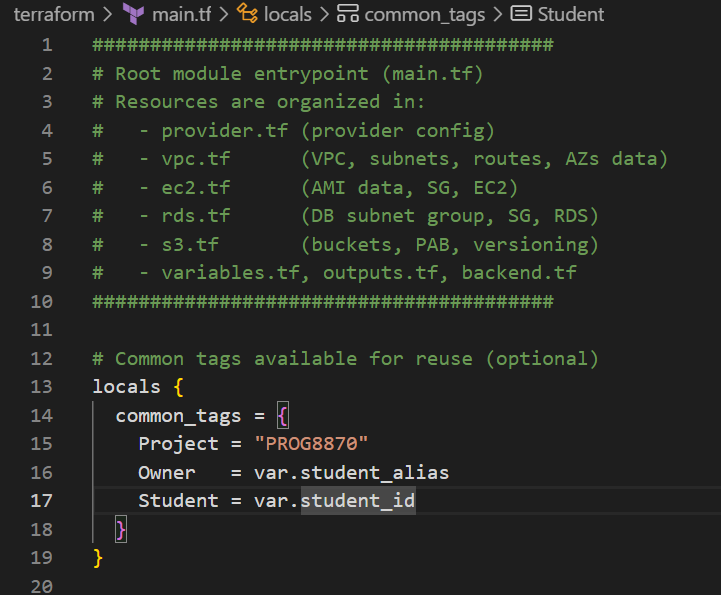 terraform > main.tf > locals > common_tags > Student
1 ########################################
2 # Root module entrypoint (main.tf)
3 # Resources are organized in:
4 #   - provider.tf (provider config)
5 #   - vpc.tf      (VPC, subnets, routes, AZs data)
6 #   - ec2.tf      (AMI data, SG, EC2)
7 #   - rds.tf      (DB subnet group, SG, RDS)
8 #   - s3.tf       (buckets, PAB, versioning)
9 #   - variables.tf, outputs.tf, backend.tf
10 ########################################
11
12 # Common tags available for reuse (optional)
13 locals {
14   common_tags = {
15     Project = "PROG8870"
16     Owner   = var.student_alias
17     Student = var.student_id
18   }
19 }
20